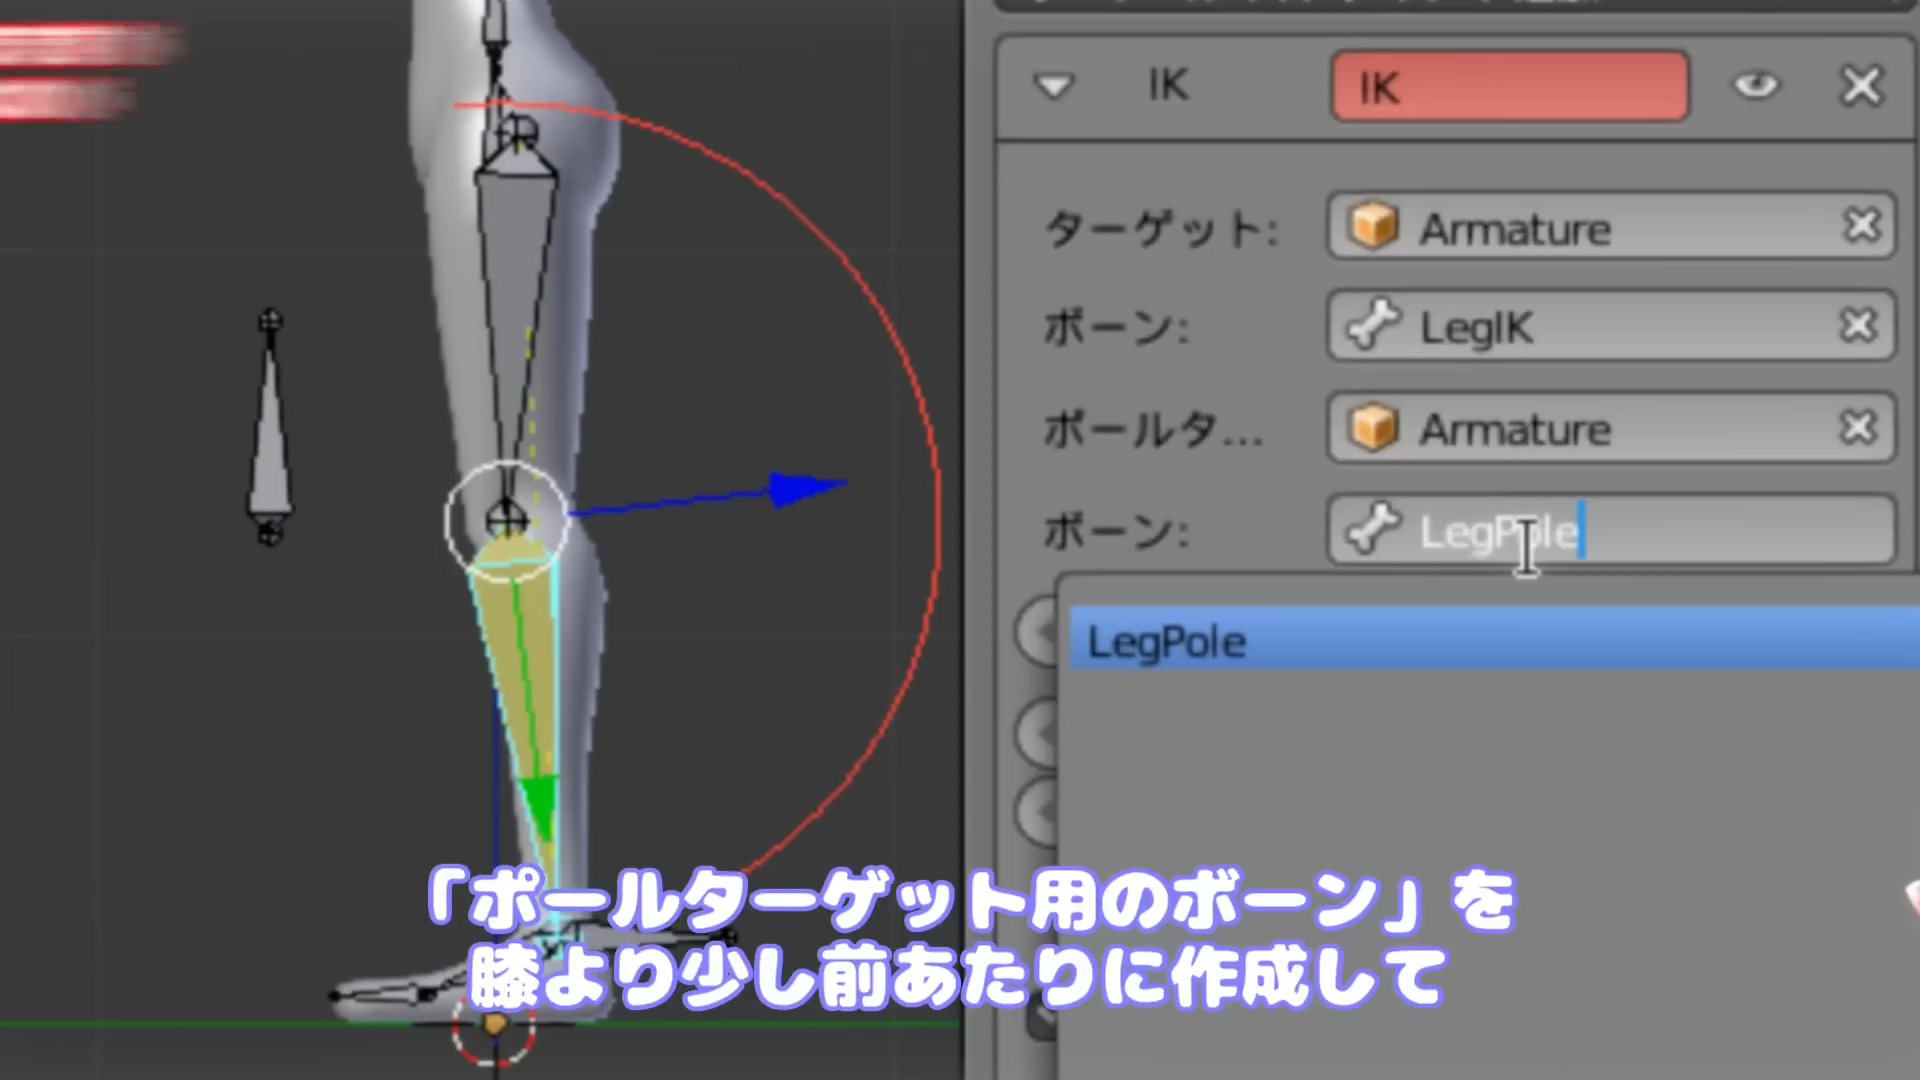 IK
IK
ターゲット:
Armature
ボーン:
LegIK
ポールタ...
Armature
ボーン:
LegPole
LegPole
「ポールターゲット用のボーン」を
膝より少し前あたりに作成して